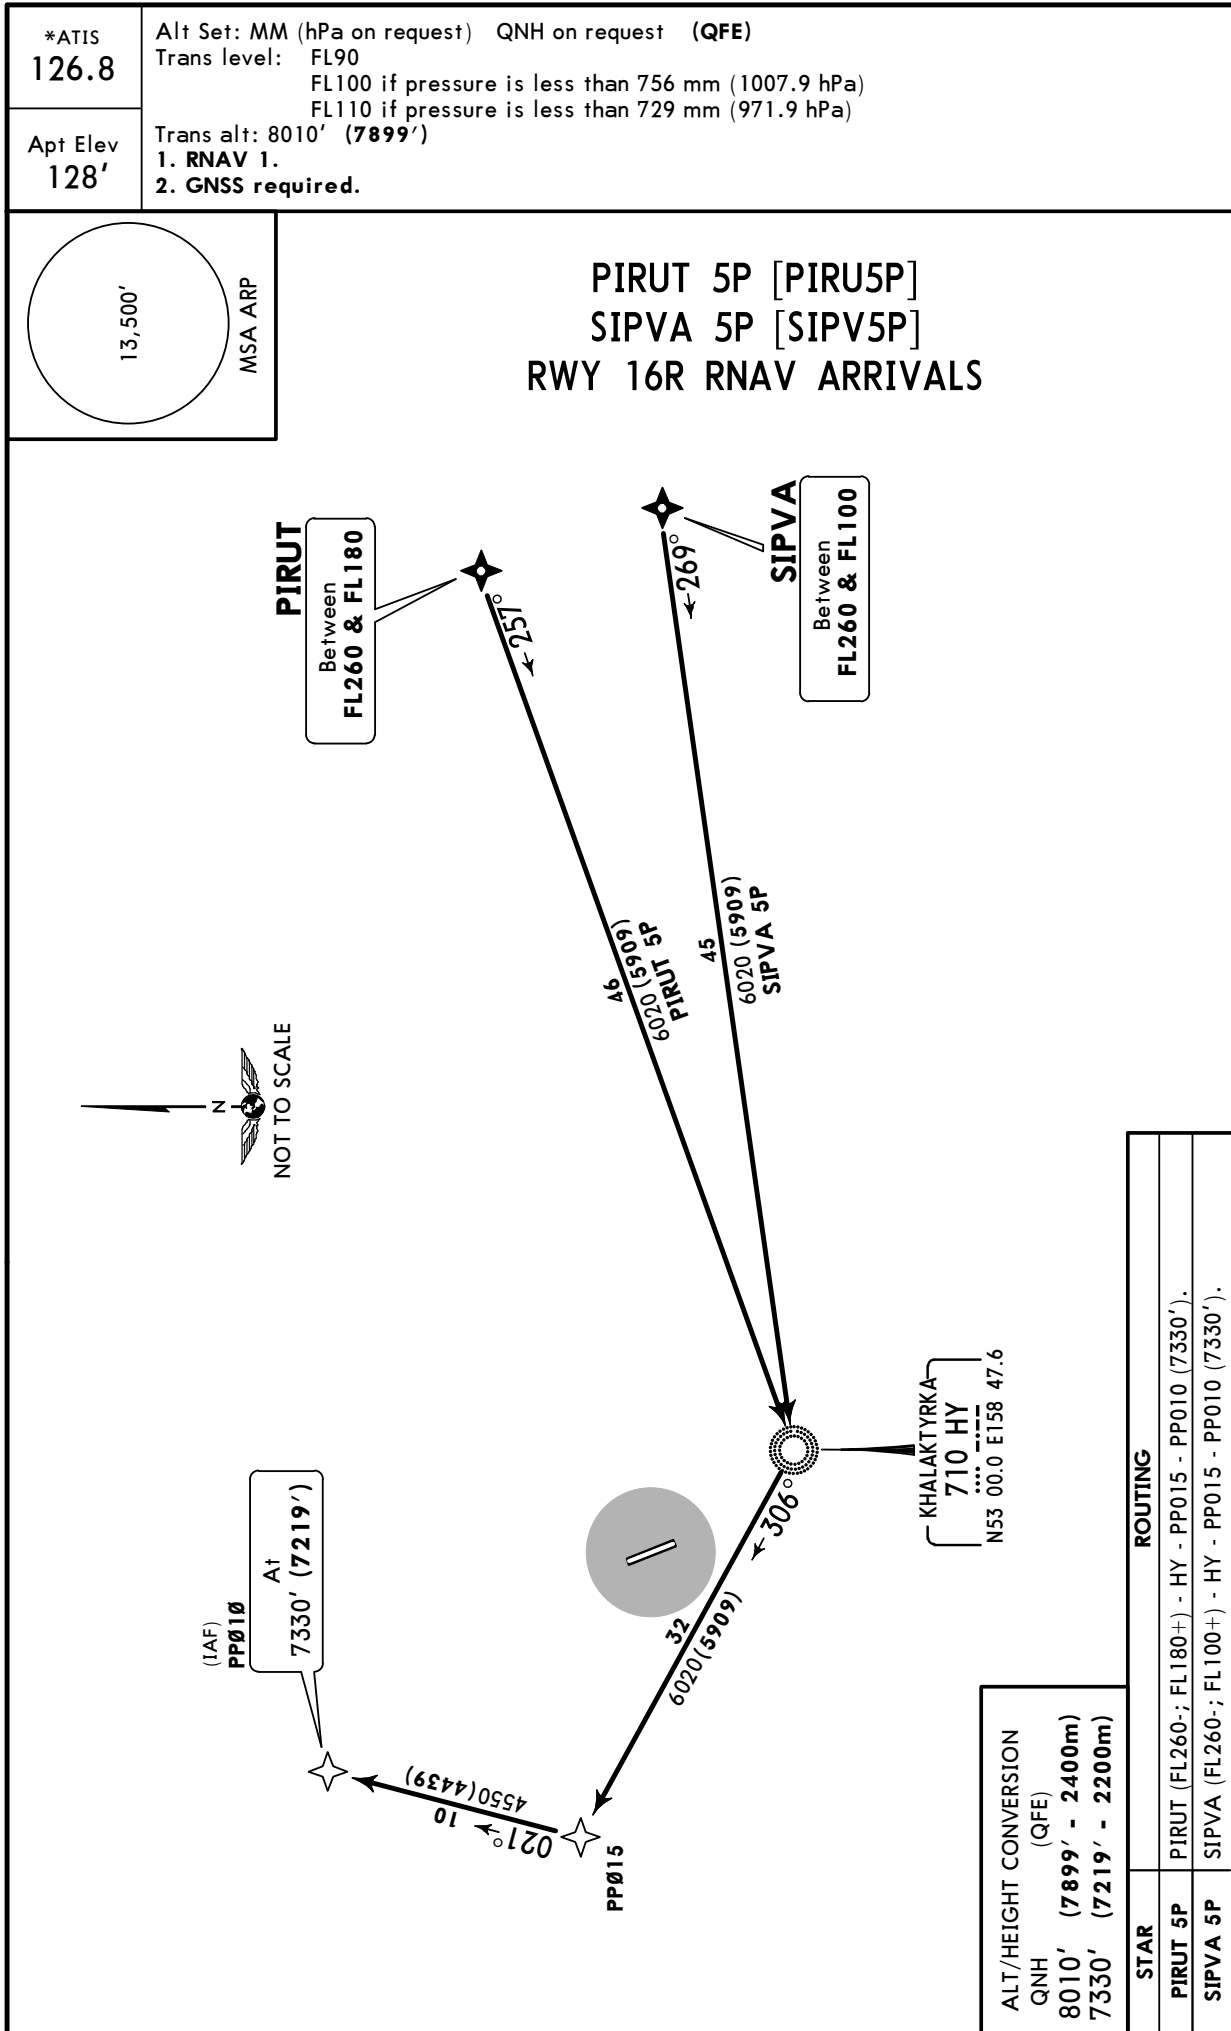 *ATIS
126.8
Apt Elev
128'
Alt Set: MM (hPa on request) QNH on request (QFE)
Trans level: FL90
FL100 if pressure is less than 756 mm (1007.9 hPa)
FL110 if pressure is less than 729 mm (971.9 hPa)
Trans alt: 8010' (7899')
1. RNAV 1.
2. GNSS required.
13,500'
MSA ARP
PIRUT 5P [PIRU5P]
SIPVA 5P [SIPV5P]
RWY 16R RNAV ARRIVALS
PIRUT
Between
FL260 & FL180
257°
SIPVA
Between
FL260 & FL100
269°
46
6020 (5909)
PIRUT 5P
45
6020 (5909)
SIPVA 5P
N
NOT TO SCALE
KHALAKTYRKA
710 HY
N53 00.0 E158 47.6
306°
32
6020(5909)
(IAF)
PPØ1Ø
At
7330' (7219')
4550(4439)
10
021°
PPØ15
ALT/HEIGHT CONVERSION
QNH (QFE)
8010' (7899' - 2400m)
7330' (7219' - 2200m)
STAR ROUTING
PIRUT 5P PIRUT (FL260-; FL180+) - HY - PP015 - PP010 (7330').
SIPVA 5P SIPVA (FL260-; FL100+) - HY - PP015 - PP010 (7330').